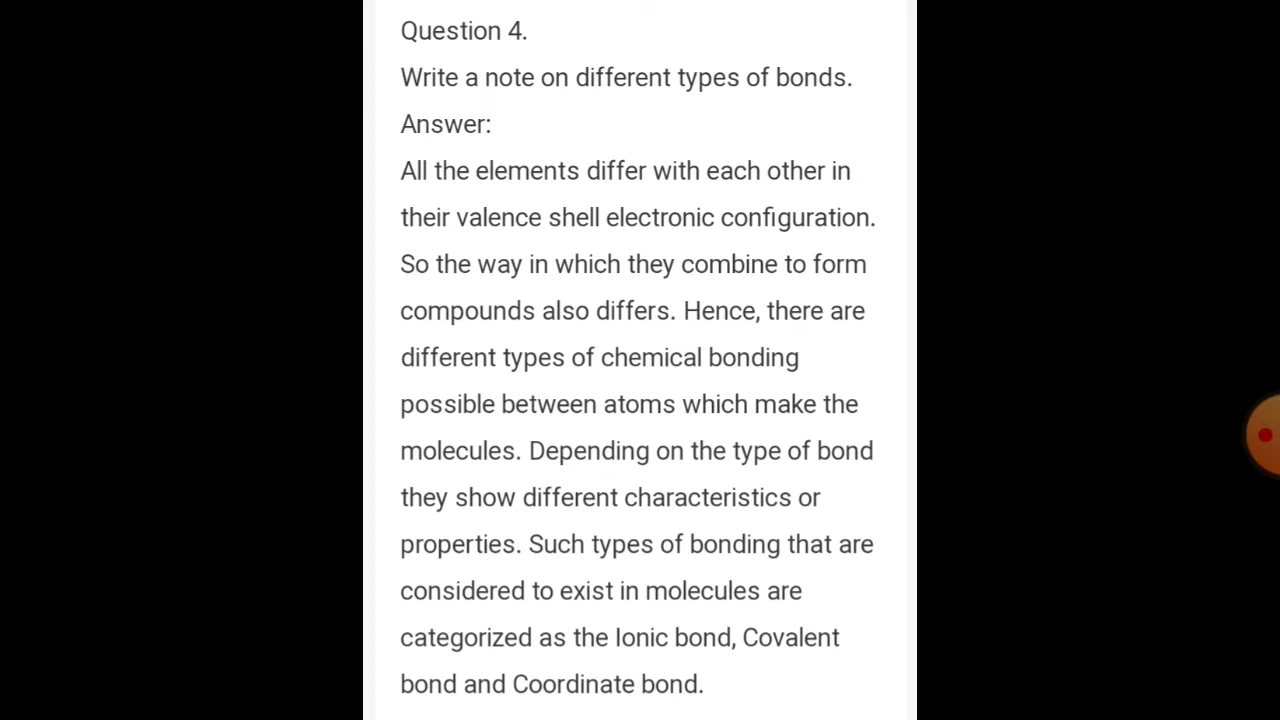 Question 4.
Write a note on different types of bonds.
Answer:
All the elements differ with each other in
their valence shell electronic configuration.
So the way in which they combine to form
compounds also differs. Hence, there are
different types of chemical bonding
possible between atoms which make the
molecules. Depending on the type of bond
they show different characteristics or
properties. Such types of bonding that are
considered to exist in molecules are
categorized as the Ionic bond, Covalent
bond and Coordinate bond.